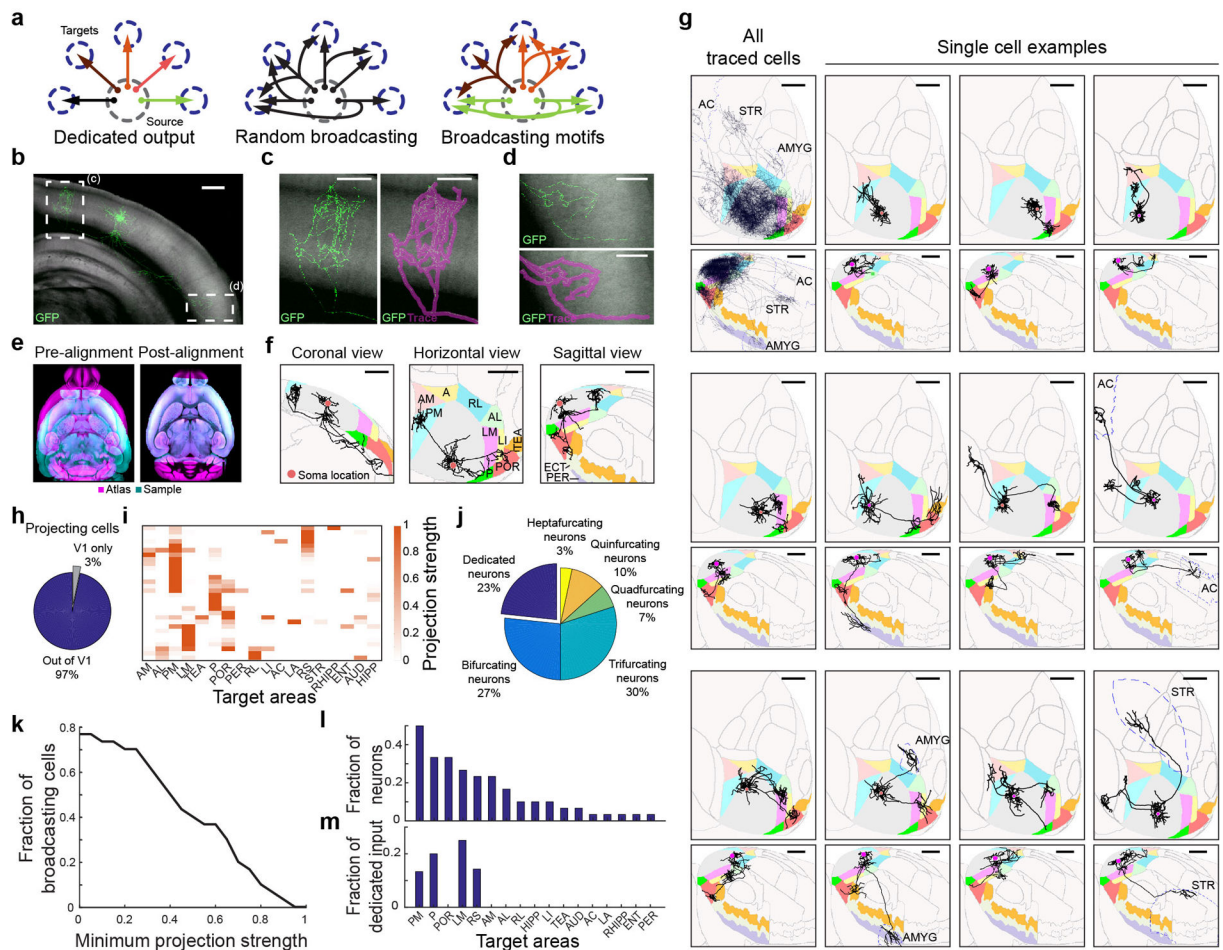 a
Targets
Source
Dedicated output
Random broadcasting
Broadcasting motifs
b
(c)
(d)
GFP
c
GFP
GFP Trace
d
GFP
GFP Trace
e
Pre-alignment
Post-alignment
Atlas
Sample
f
Coronal view
Horizontal view
Sagittal view
Soma location
AM
A
PM
RL
AL
LM
LI
TEA
POR
P
ECT
PER
g
All
traced cells
Single cell examples
AC
STR
AMYG
AC
STR
AMYG
AC
AC
AMYG
STR
AMYG
STR
h
Projecting cells
V1 only
3%
Out of V1
97%
i
AM
AL
PM
LM
TEA
P
POR
PER
RL
LI
AC
LA
RS
STR
RHIPP
ENT
AUD
HIPP
Target areas
1
0.8
0.6
0.4
0.2
0
Projection strength
j
Heptafurcating
neurons
3%
Quinfurcating
neurons
10%
Quadfurcating
neurons
7%
Trifurcating
neurons
30%
Bifurcating
neurons
27%
Dedicated
neurons
23%
k
Fraction of
broadcasting cells
0.8
0.6
0.4
0.2
0
0 0.2 0.4 0.6 0.8 1
Minimum projection strength
l
Fraction of
neurons
0.4
0.2
0
m
Fraction of
dedicated input
0.2
0
PM
P
POR
LM
RS
AM
AL
RL
HIPP
LI
TEA
AUD
AC
LA
RHIPP
ENT
PER
Target areas